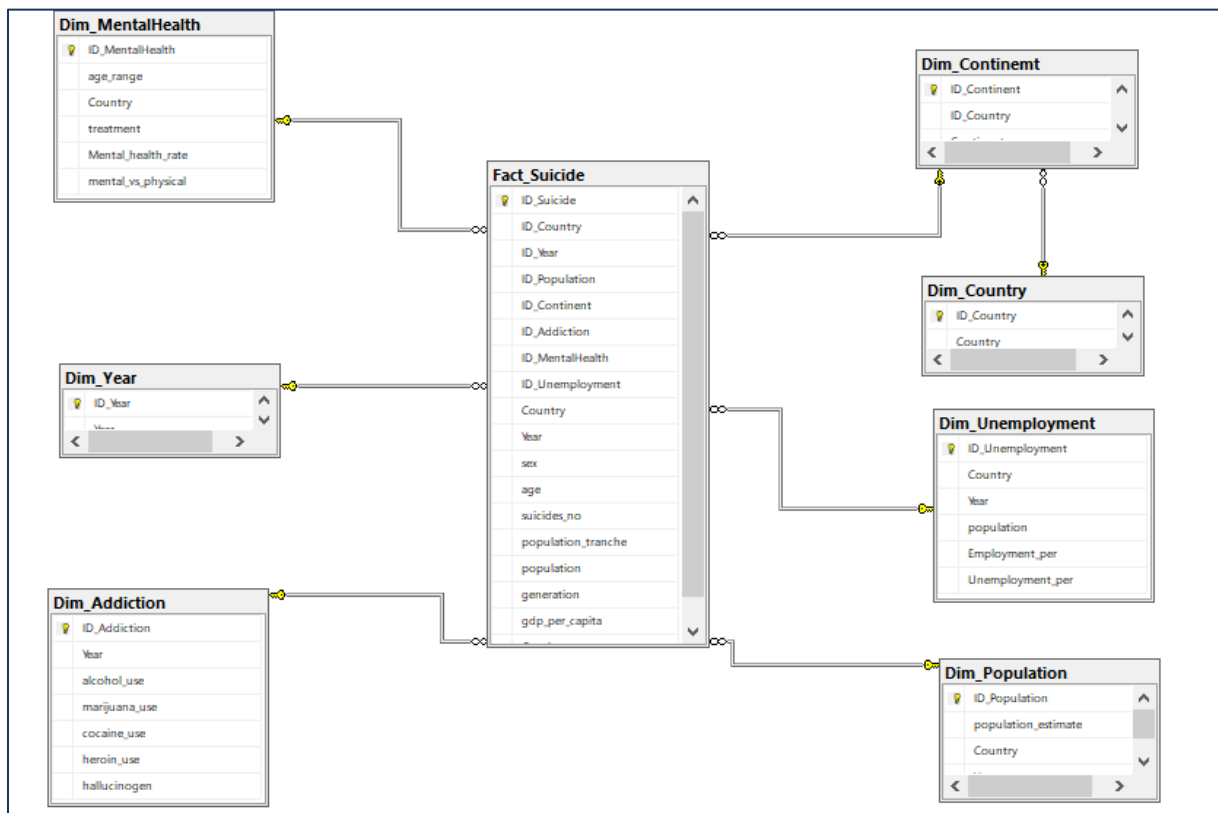 Dim_MentalHealth
ID_MentalHealth
age_range
Country
treatment
Mental_health_rate
mental_vs_physical
Dim_Year
ID_Year
Dim_Addiction
ID_Addiction
Year
alcohol_use
marijuana_use
cocaine_use
heroin_use
hallucinogen
Fact_Suicide
ID_Suicide
ID_Country
ID_Year
ID_Population
ID_Continent
ID_Addiction
ID_MentalHealth
ID_Unemployment
Country
Year
sex
age
suicides_no
population_tranche
population
generation
gdp_per_capita
Dim_Continemt
ID_Continent
ID_Country
Dim_Country
ID_Country
Country
Dim_Unemployment
ID_Unemployment
Country
Year
population
Employment_per
Unemployment_per
Dim_Population
ID_Population
population_estimate
Country